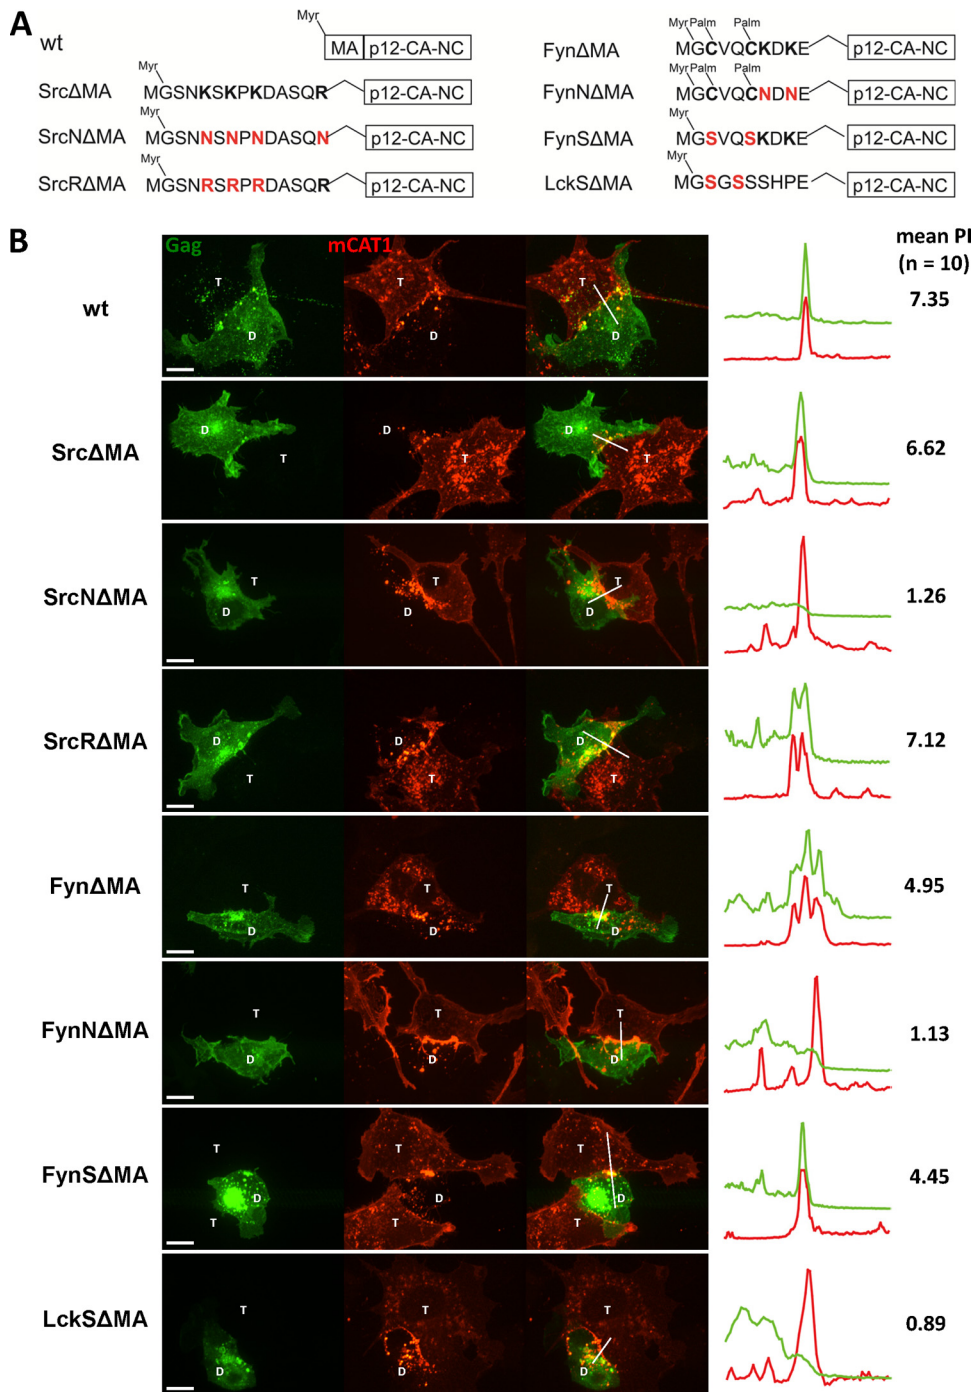 A
wt
Myr
MA p12-CA-NC
SrcΔMA
Myr
MGSNKSKPKDASQR p12-CA-NC
SrcNΔMA
Myr
MGSNNSNPNDASQN p12-CA-NC
SrcRΔMA
Myr
MGSNRSRPRDASQR p12-CA-NC
FynΔMA
Myr Palm Palm
MGCVQCKDKE p12-CA-NC
FynNΔMA
Myr Palm Palm
MGCVQCNDNE p12-CA-NC
FynSΔMA
Myr
MGSVQSKDKE p12-CA-NC
LckSΔMA
Myr
MGSGSSSHPE p12-CA-NC
B
Gag mCAT1
mean PI
(n = 10)
wt
T D T D T D
7.35
SrcΔMA
D T D T D T
6.62
SrcNΔMA
T D T D T D
1.26
SrcRΔMA
D T D T D T
7.12
FynΔMA
T D T D T D
4.95
FynNΔMA
T D T D T D
1.13
FynSΔMA
T D T T D T D T
4.45
LckSΔMA
T D T D T D
0.89